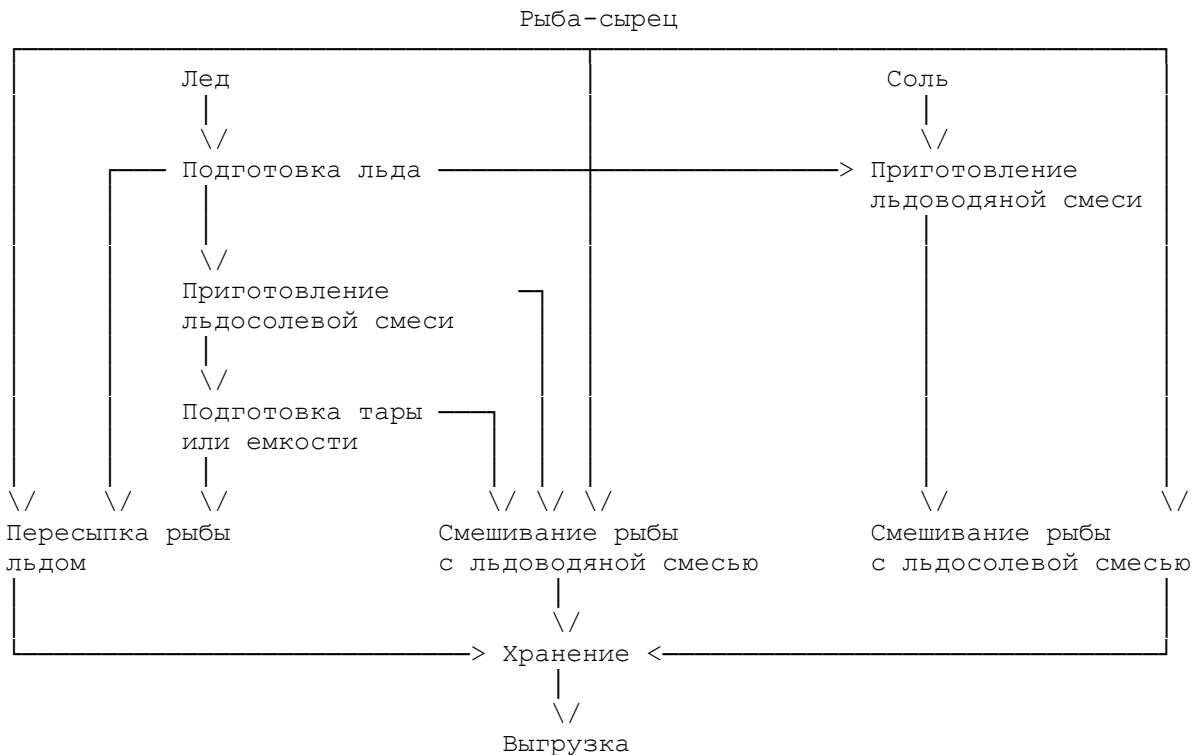 Рыба-сырец
Лед Соль
Подготовка льда > Приготовление
льдоводяной смеси
Приготовление
льдосолевой смеси
Подготовка тары
или емкости
Пересыпка рыбы Смешивание рыбы Смешивание рыбы
льдом с льдоводяной смесью с льдосолевой смесью
> Хранение <
Выгрузка